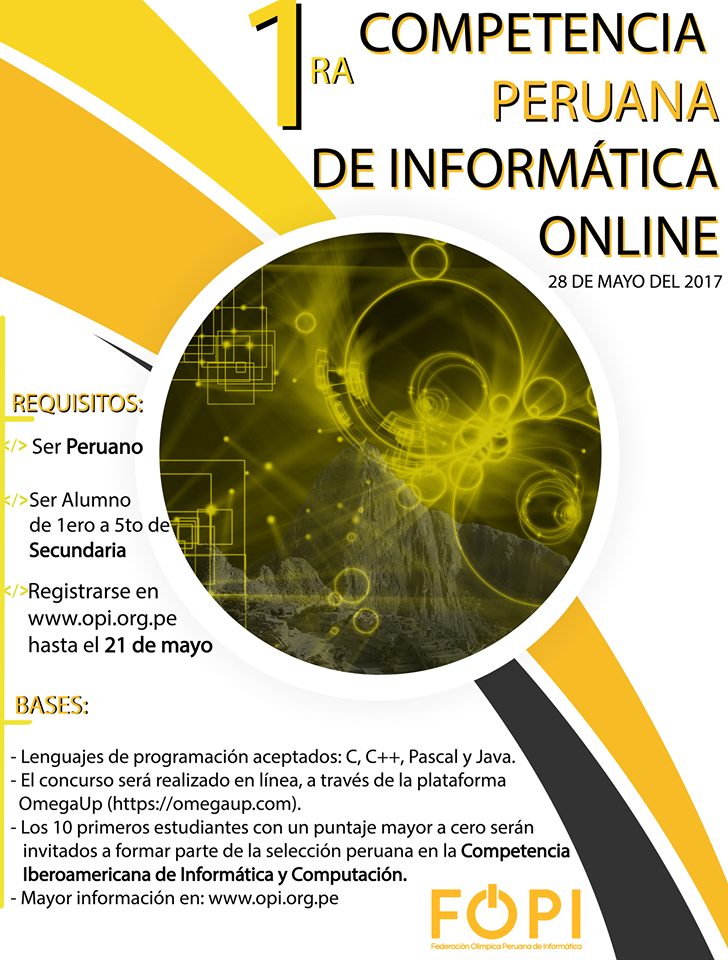 1RA COMPETENCIA
PERUANA
DE INFORMÁTICA
ONLINE
28 DE MAYO DEL 2017
REQUISITOS:
</> Ser Peruano
</> Ser Alumno
de 1ero a 5to de
Secundaria
</> Registrarse en
www.opi.org.pe
hasta el 21 de mayo
BASES:
- Lenguajes de programación aceptados: C, C++, Pascal y Java.
- El concurso será realizado en línea, a través de la plataforma
OmegaUp (https://omegaup.com).
- Los 10 primeros estudiantes con un puntaje mayor a cero serán
invitados a formar parte de la selección peruana en la Competencia
Iberoamericana de Informática y Computación.
- Mayor información en: www.opi.org.pe
FOPI
Federación Olímpica Peruana de Informática